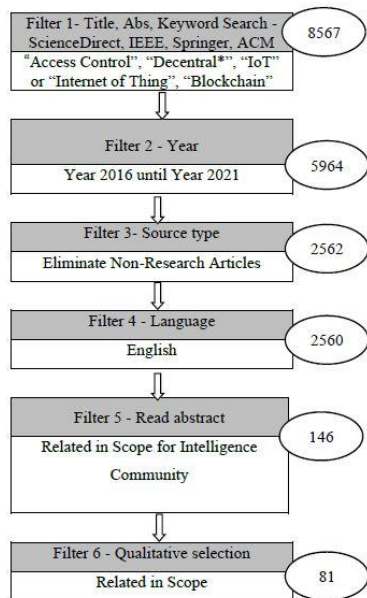 Filter 1- Title, Abs, Keyword Search -
ScienceDirect, IEEE, Springer, ACM
8567
“Access Control”, “Decentral*”, “IoT”
or “Internet of Thing”, “Blockchain”
Filter 2 - Year
5964
Year 2016 until Year 2021
Filter 3- Source type
2562
Eliminate Non-Research Articles
Filter 4 - Language
2560
English
Filter 5 - Read abstract
146
Related in Scope for Intelligence
Community
Filter 6 - Qualitative selection
81
Related in Scope